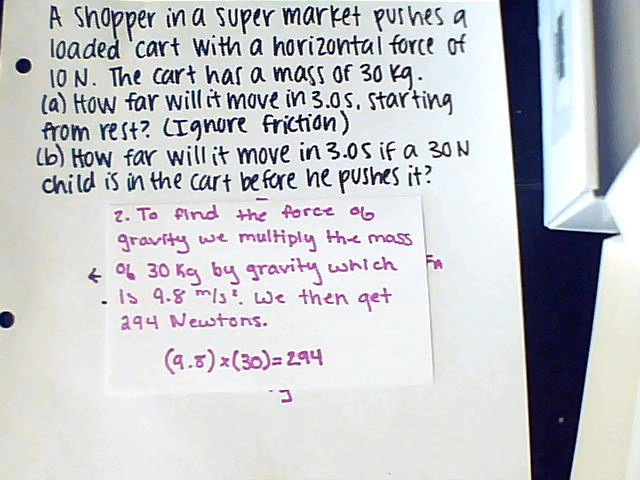 A shopper in a super market pushes a
loaded cart with a horizontal force of
10 N. The cart has a mass of 30 kg.
(a) How far will it move in 3.0s, starting
from rest? (Ignore friction)
(b) How far will it move in 3.0s if a 30N
child is in the cart before he pushes it?
2. To find the force of
gravity we multiply the mass
of 30 kg by gravity which
is 9.8 m/s². We then get
294 Newtons.
(9.8)x(30)=294